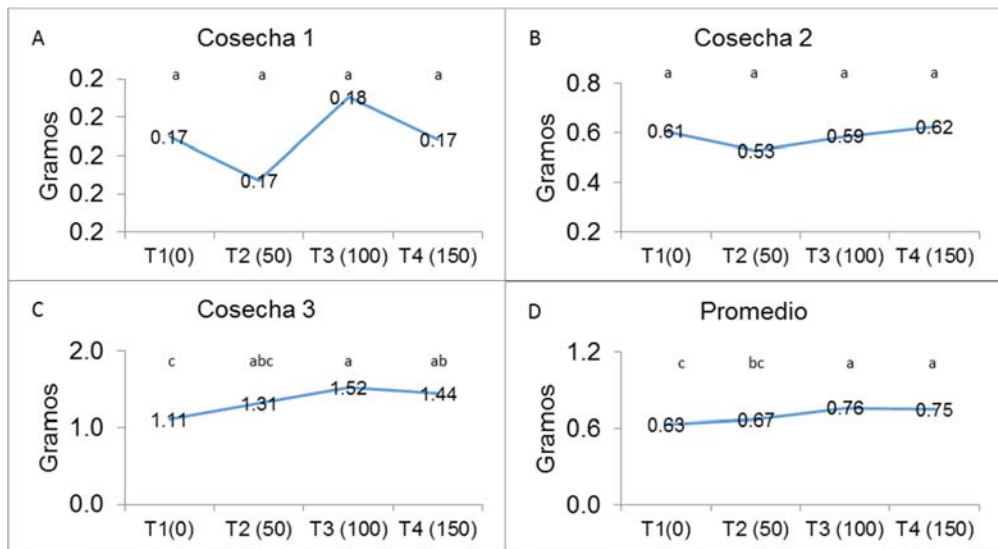 A
Cosecha 1
Gramos
0.2
0.2
0.2
0.2
0.2
a a a a
0.17 0.17 0.18 0.17
T1(0) T2 (50) T3 (100) T4 (150)
B
Cosecha 2
Gramos
0.8
0.6
0.4
0.2
a a a a
0.61 0.53 0.59 0.62
T1(0) T2 (50) T3 (100) T4 (150)
C
Cosecha 3
Gramos
2.0
1.0
0.0
c abc a ab
1.11 1.31 1.52 1.44
T1(0) T2 (50) T3 (100) T4 (150)
D
Promedio
Gramos
1.2
0.6
0.0
c bc a a
0.63 0.67 0.76 0.75
T1(0) T2 (50) T3 (100) T4 (150)